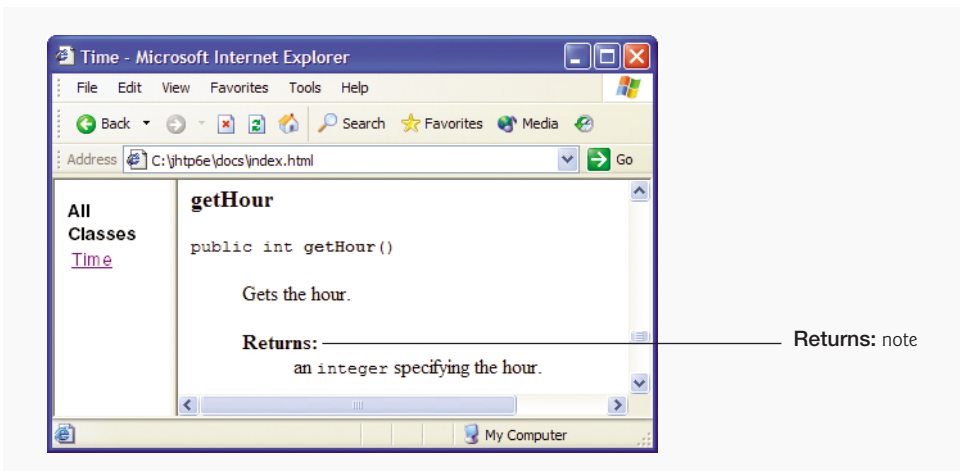 Time - Microsoft Internet Explorer
File Edit View Favorites Tools Help
Back Search Favorites Media
Address C:\jhtp6e\docs\index.html Go
All
Classes
Time
getHour
public int getHour()
Gets the hour.
Returns:
an integer specifying the hour.
Returns: note
My Computer